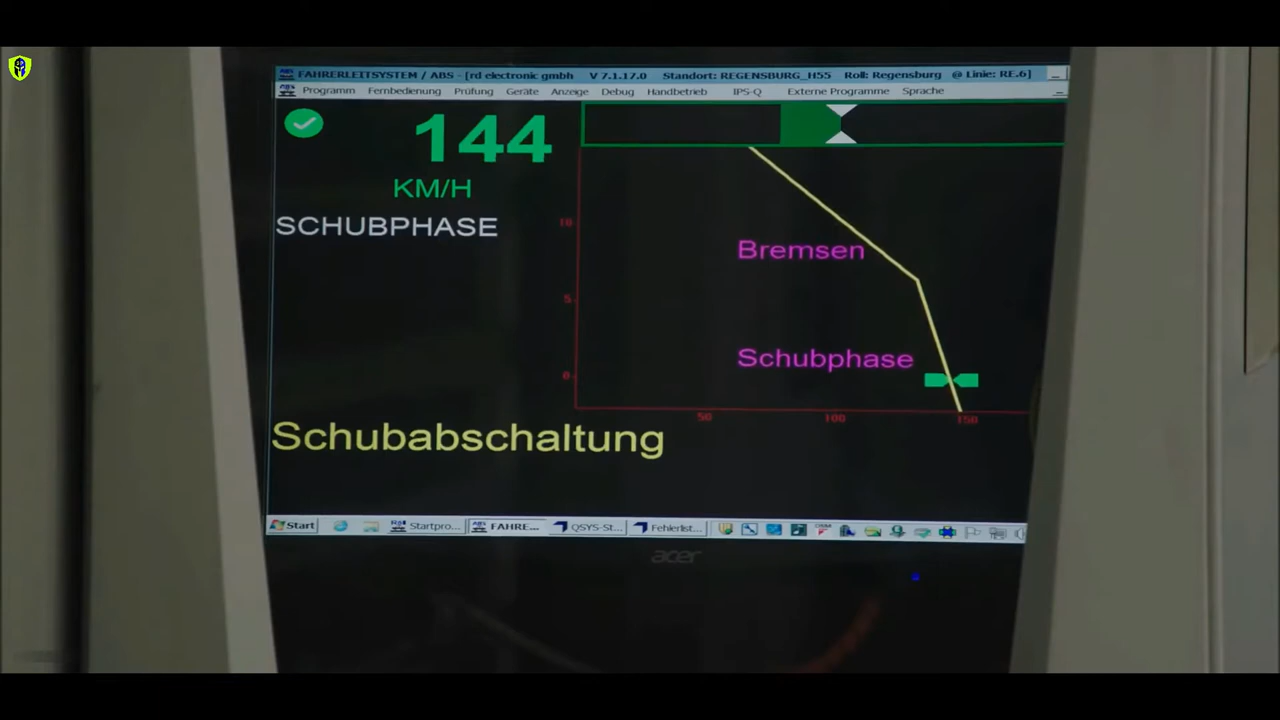 FAHRERLEITSYSTEM / ABS - [rd electronic gmbh V 7.1.17.0 Standort: REGENSBURG_H55 Roll: Regensburg @ Linie: RE.6]
Programm Fernbedienung Prüfung Geräte Anzeige Debug Handbetrieb IPS-Q Externe Programme Sprache
144
KM/H
SCHUBPHASE
10
Bremsen
5
Schubphase
0
50 100 150
Schubabschaltung
Start Startpro... FAHRE... QSYS-St... Fehlerlist...
acer